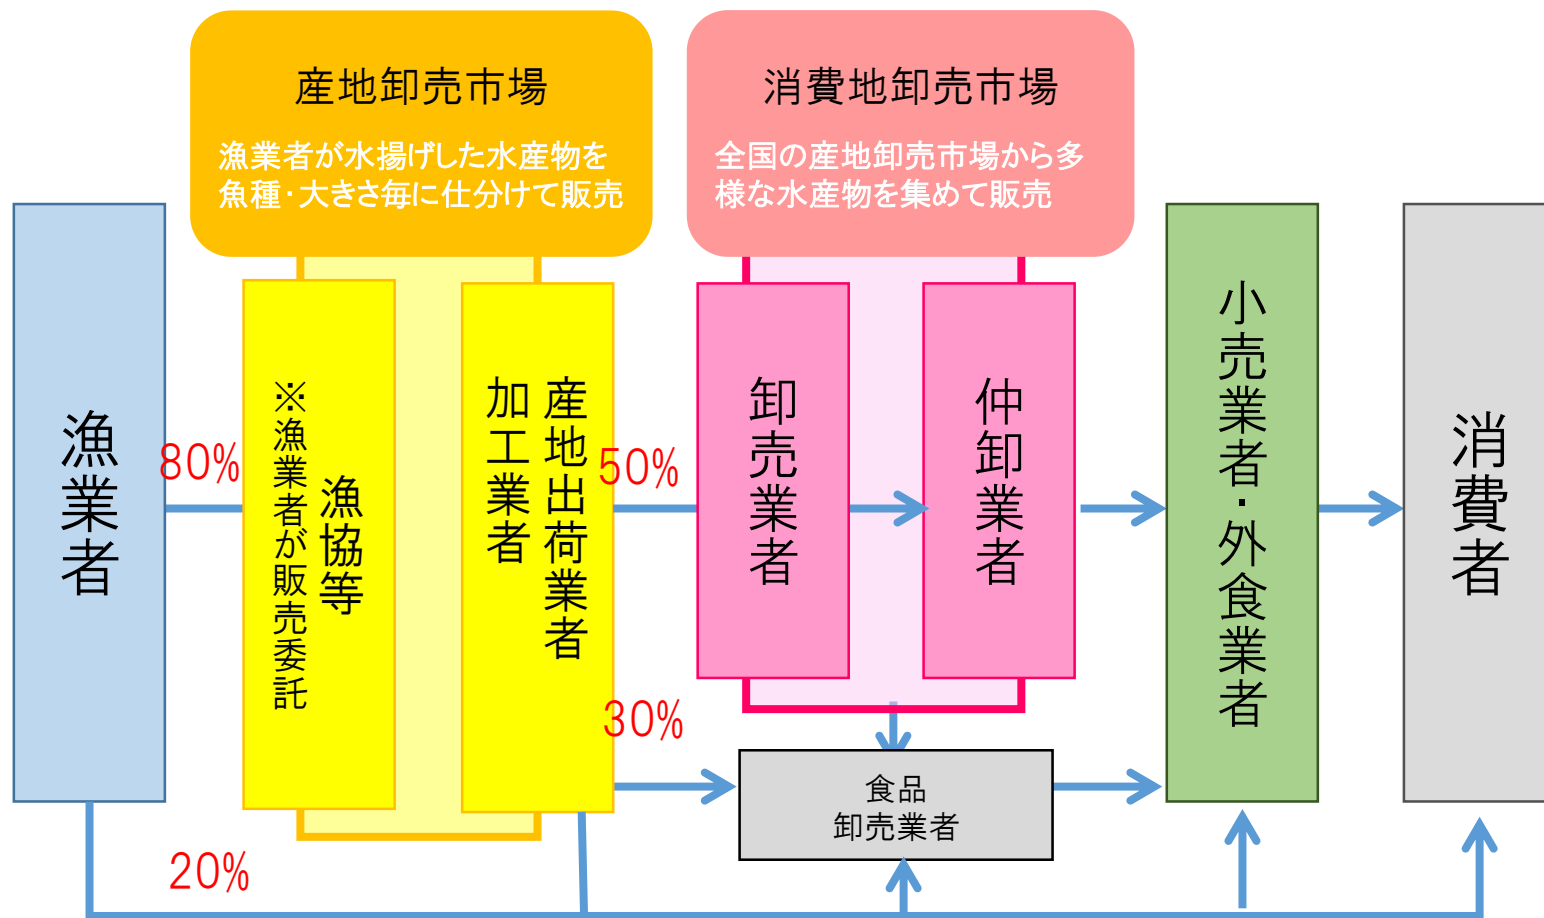 産地卸売市場
漁業者が水揚げした水産物を
魚種・大きさ毎に仕分けて販売
消費地卸売市場
全国の産地卸売市場から多
様な水産物を集めて販売
漁業者
80%
漁協等
※漁業者が販売委託
産地出荷業者
加工業者
50%
卸売業者
仲卸業者
小売業者・外食業者
消費者
30%
食品
卸売業者
20%